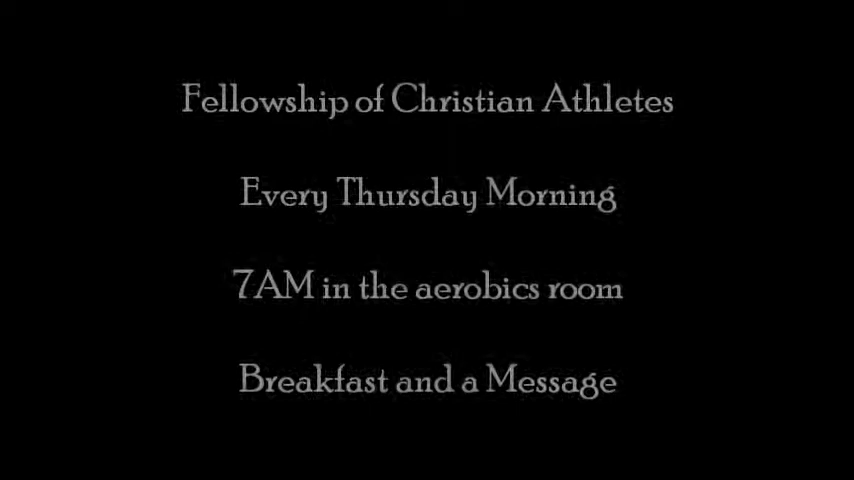 Fellowship of Christian Athletes
Every Thursday Morning
7AM in the aerobics room
Breakfast and a Message